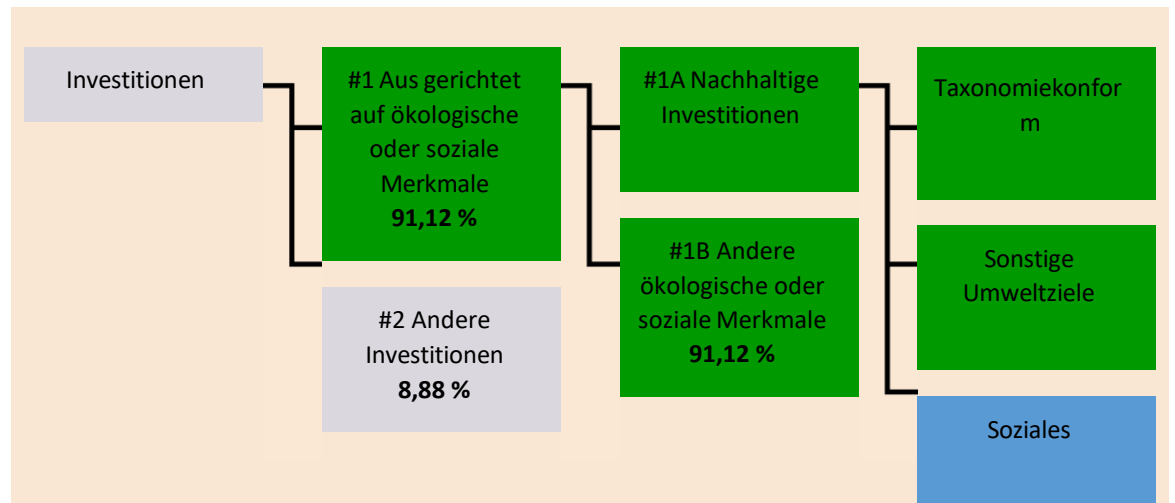 Investitionen
#1 Aus gerichtet
auf ökologische
oder soziale
Merkmale
91,12 %
#2 Andere
Investitionen
8,88 %
#1A Nachhaltige
Investitionen
#1B Andere
ökologische oder
soziale Merkmale
91,12 %
Taxonomiekonfor
m
Sonstige
Umweltziele
Soziales